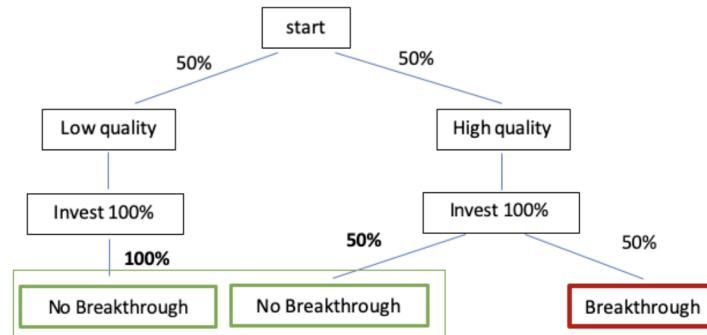 start
50%
50%
Low quality
High quality
Invest 100%
Invest 100%
100%
50%
50%
No Breakthrough
No Breakthrough
Breakthrough